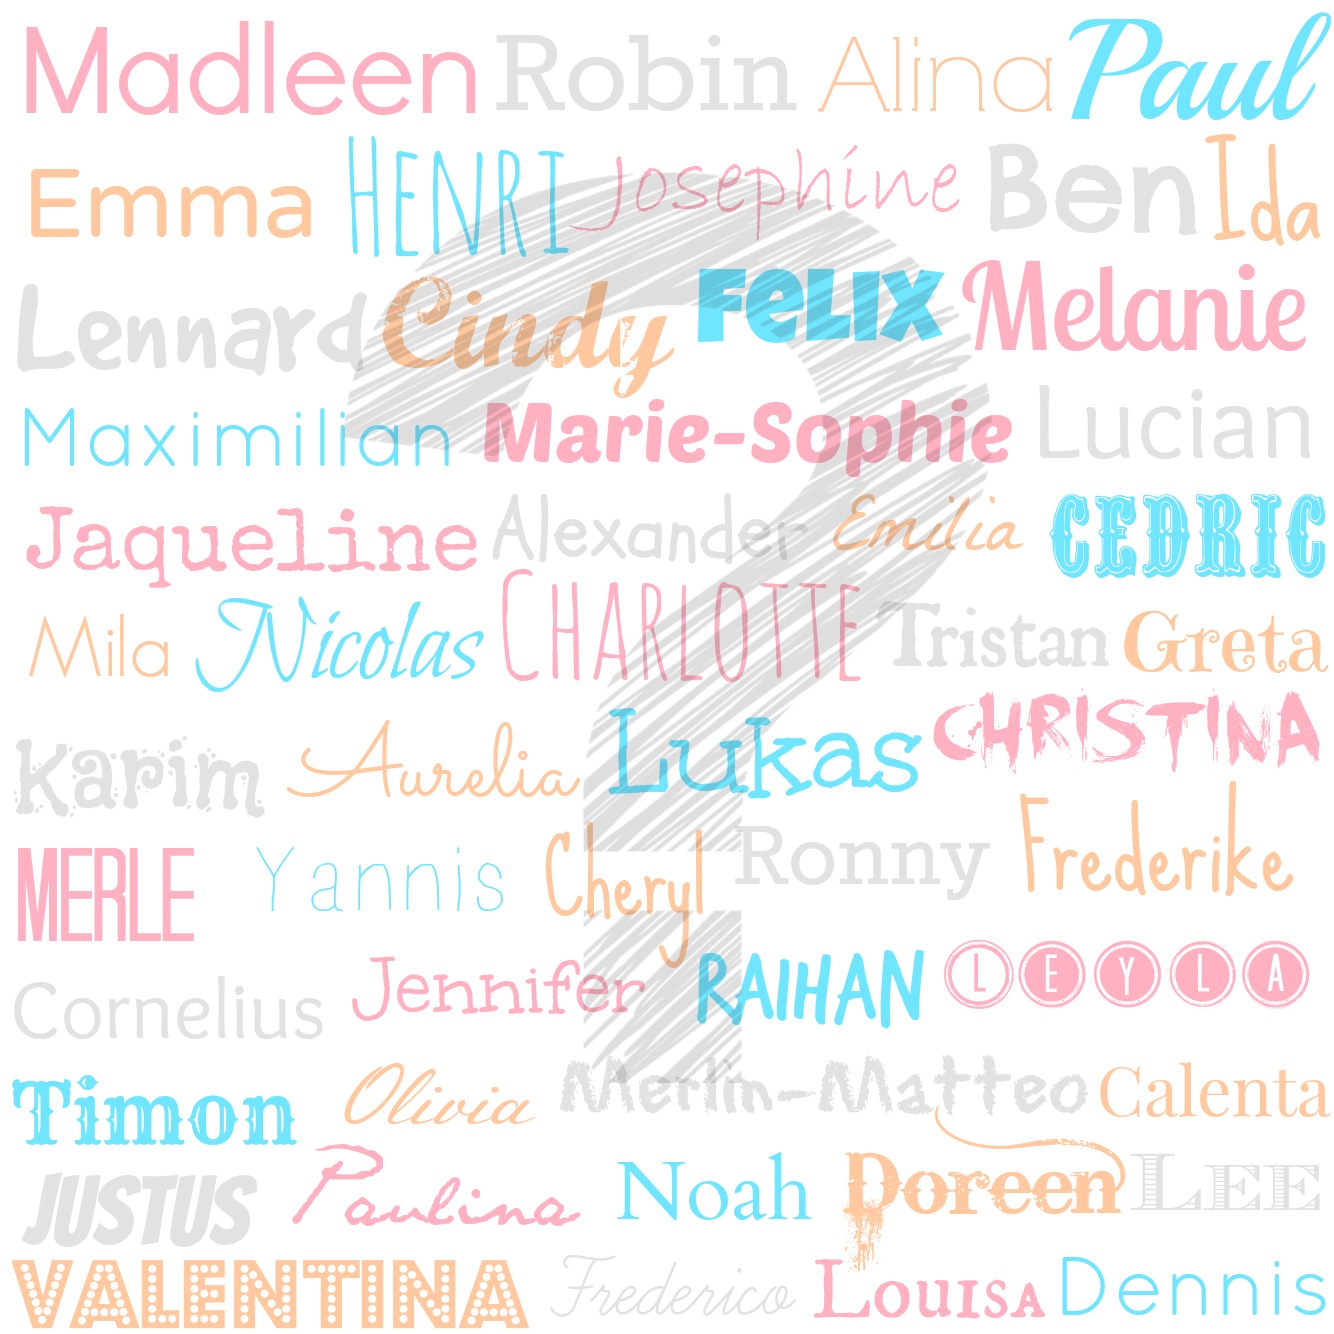 Madleen Robin Alina Paul
Emma HENRI Josephine Ben Ida
Lennard Cindy FeLIX Melanie
Maximilian Marie-Sophie Lucian
Jaqueline Alexander Emilia CEDRIC
Mila Nicolas CHARLOTTE Tristan Greta
Karim Aurelia Lukas CHRISTINA
MERLE Yannis Cheryl Ronny Frederike
Cornelius Jennifer RAIHAN LEYLA
Timon Olivia Merlin-Matteo Calenta
JUSTUS Paulina Noah Doreen LEE
VALENTINA Frederico LOUISA Dennis
?